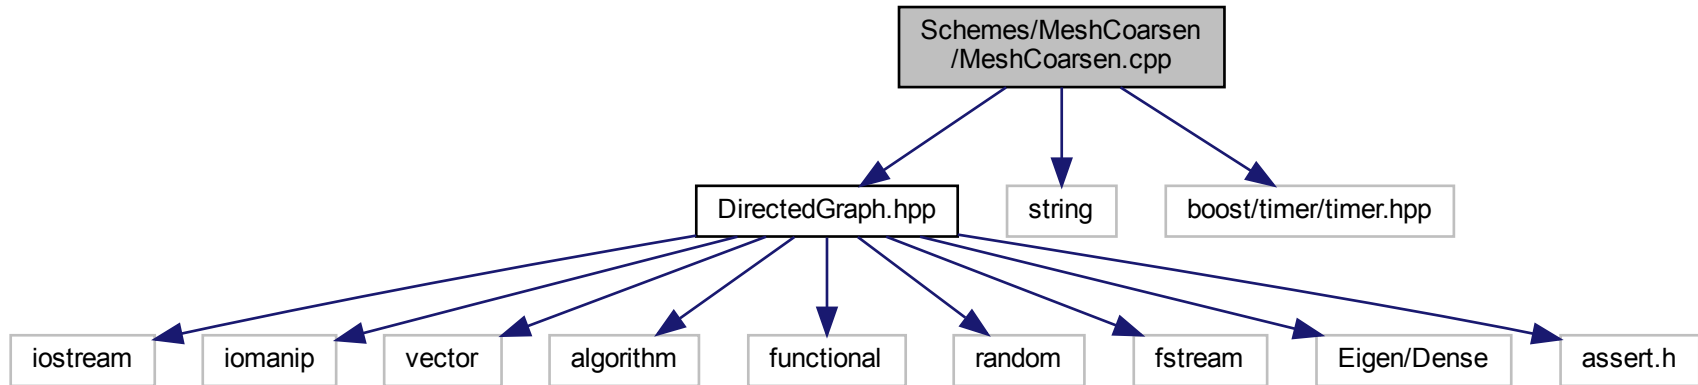 Schemes/MeshCoarsen
/MeshCoarsen.cpp
DirectedGraph.hpp
string
boost/timer/timer.hpp
iostream
iomanip
vector
algorithm
functional
random
fstream
Eigen/Dense
assert.h